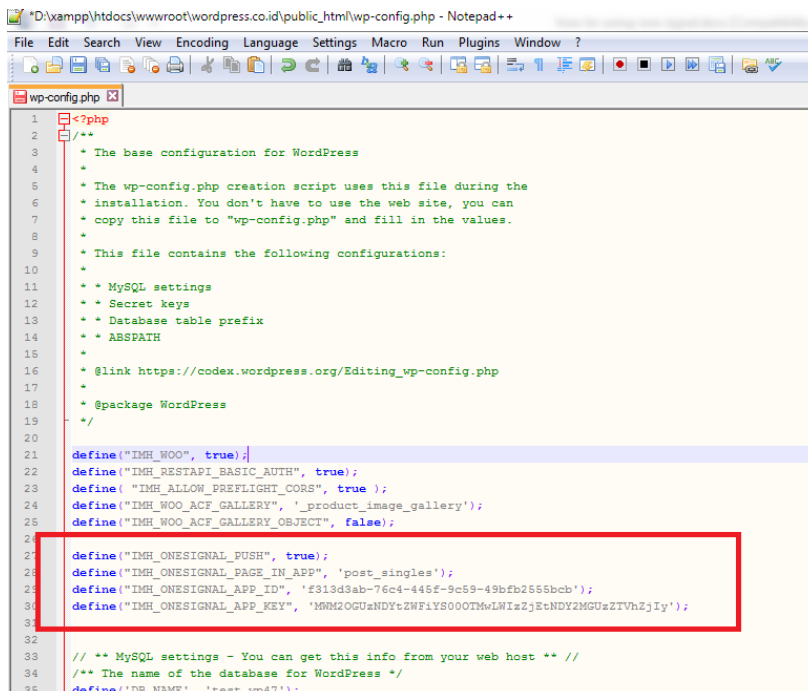 *D:\xampp\htdocs\wwwroot\wordpress.co.id\public_html\wp-config.php - Notepad++
File Edit Search View Encoding Language Settings Macro Run Plugins Window ?
wp-config.php
1 <?php
2 /**
3 * The base configuration for WordPress
4 *
5 * The wp-config.php creation script uses this file during the
6 * installation. You don't have to use the web site, you can
7 * copy this file to "wp-config.php" and fill in the values.
8 *
9 * This file contains the following configurations:
10 *
11 * * MySQL settings
12 * * Secret keys
13 * * Database table prefix
14 * * ABSPATH
15 *
16 * @link https://codex.wordpress.org/Editing_wp-config.php
17 *
18 * @package WordPress
19 */
20
21 define("IMH_WOO", true);
22 define("IMH_RESTAPI_BASIC_AUTH", true);
23 define( "IMH_ALLOW_PREFLIGHT_CORS", true );
24 define("IMH_WOO_ACF_GALLERY", '_product_image_gallery');
25 define("IMH_WOO_ACF_GALLERY_OBJECT", false);
26
27 define("IMH_ONESIGNAL_PUSH", true);
28 define("IMH_ONESIGNAL_PAGE_IN_APP", 'post_singles');
29 define("IMH_ONESIGNAL_APP_ID", 'f313d3ab-76c4-445f-9c59-49bfb2555bcb');
30 define("IMH_ONESIGNAL_APP_KEY", 'MWM2OGUzNDYtZWFiYS00OTMwLWIzZjEtNDY2MGUzZTVhZjIy');
31
32
33 // ** MySQL settings - You can get this info from your web host ** //
34 /** The name of the database for WordPress */
35 define('DB_NAME', 'test_wp47');